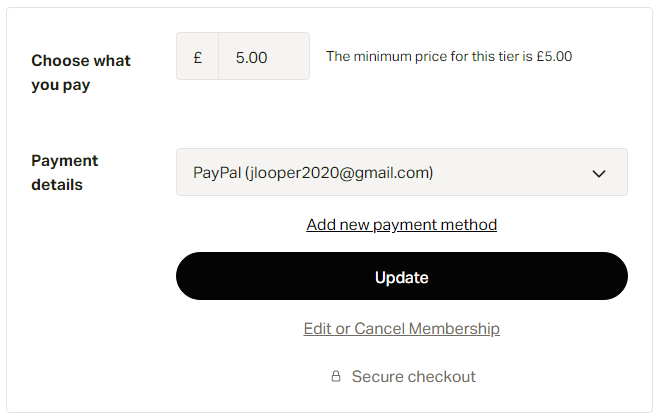 Choose what
you pay
£ 5.00
The minimum price for this tier is £5.00
Payment
details
PayPal (jlooper2020@gmail.com)
Add new payment method
Update
Edit or Cancel Membership
Secure checkout